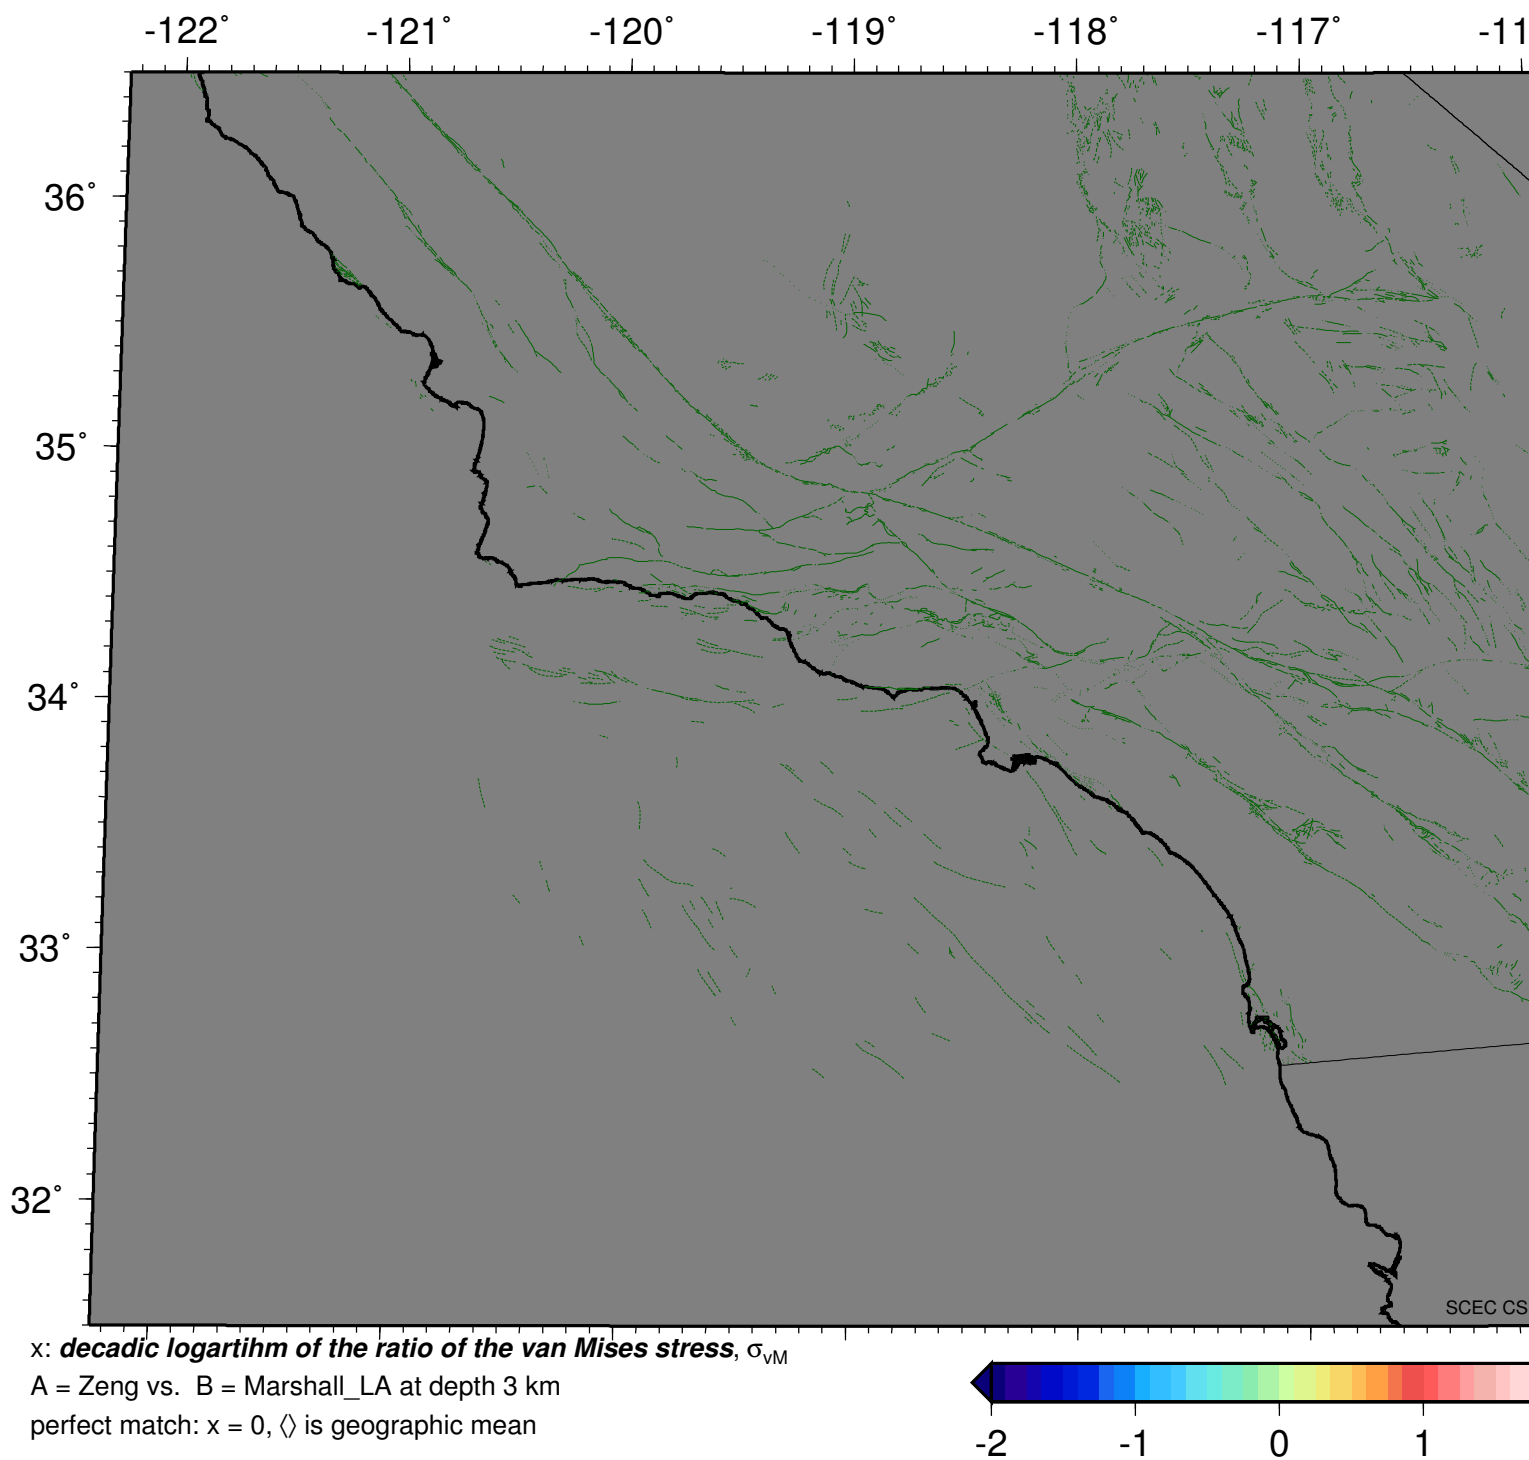 -122˚ -121˚ -120˚ -119˚ -118˚ -117˚ -11
36˚
35˚
34˚
33˚
32˚
SCEC CS
x: decadic logartihm of the ratio of the van Mises stress, σvM
A = Zeng vs. B = Marshall_LA at depth 3 km
perfect match: x = 0, ⟨⟩ is geographic mean
-2 -1 0 1